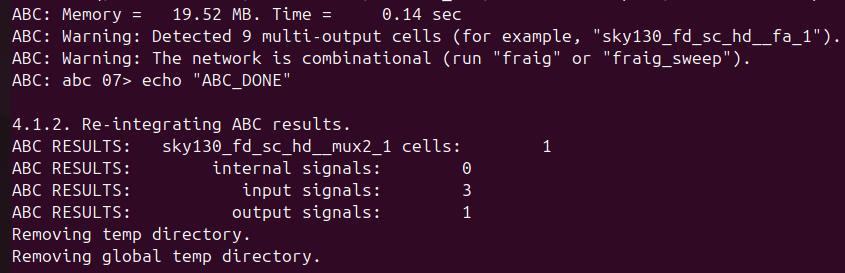 ABC: Memory =   19.52 MB. Time =     0.14 sec
ABC: Warning: Detected 9 multi-output cells (for example, "sky130_fd_sc_hd__fa_1").
ABC: Warning: The network is combinational (run "fraig" or "fraig_sweep").
ABC: abc 07> echo "ABC_DONE"

4.1.2. Re-integrating ABC results.
ABC RESULTS:   sky130_fd_sc_hd__mux2_1 cells:        1
ABC RESULTS:        internal signals:        0
ABC RESULTS:           input signals:        3
ABC RESULTS:          output signals:        1
Removing temp directory.
Removing global temp directory.